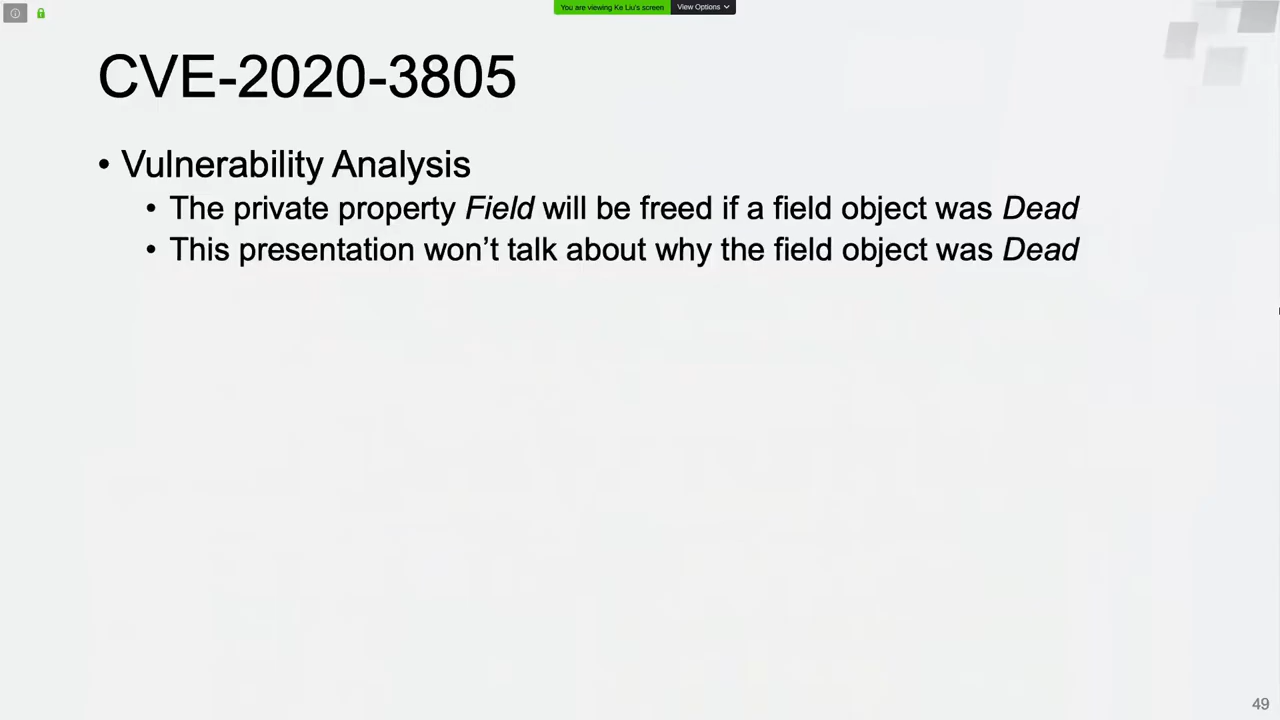 You are viewing Ke Liu's screen View Options
CVE-2020-3805
• Vulnerability Analysis
• The private property Field will be freed if a field object was Dead
• This presentation won’t talk about why the field object was Dead
49